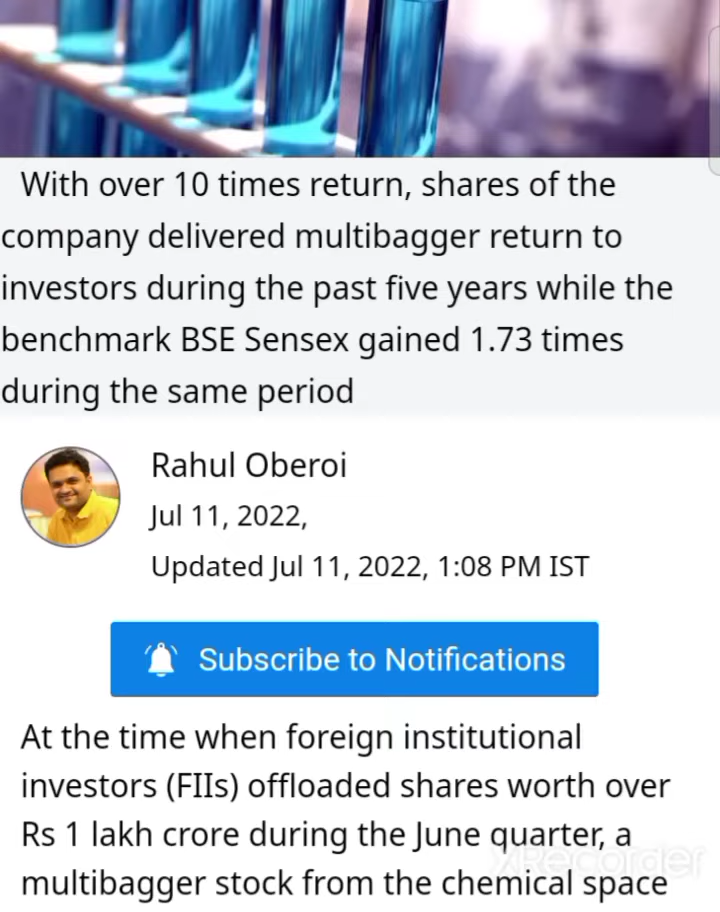 With over 10 times return, shares of the
company delivered multibagger return to
investors during the past five years while the
benchmark BSE Sensex gained 1.73 times
during the same period
Rahul Oberoi
Jul 11, 2022,
Updated Jul 11, 2022, 1:08 PM IST
Subscribe to Notifications
At the time when foreign institutional
investors (FIIs) offloaded shares worth over
Rs 1 lakh crore during the June quarter, a
multibagger stock from the chemical space
XRecorder